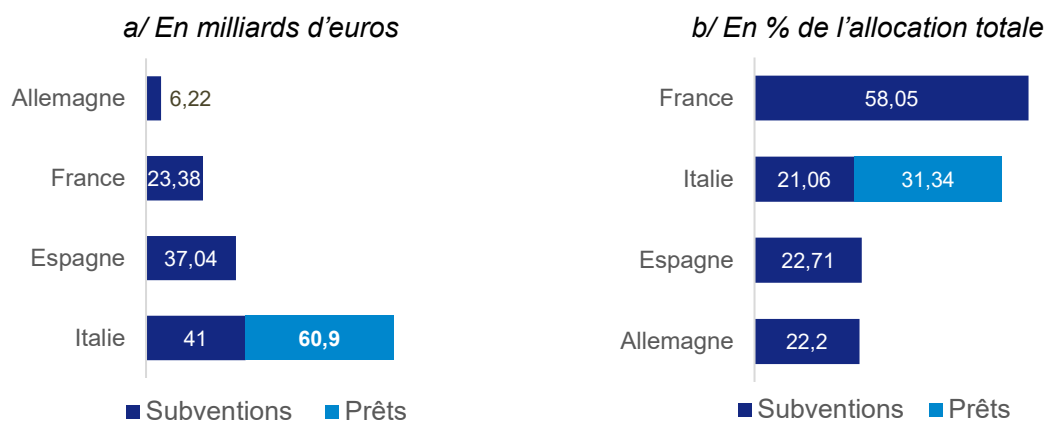 a/ En milliards d’euros
Allemagne 6,22
France 23,38
Espagne 37,04
Italie 41 60,9
Subventions Prêts
b/ En % de l’allocation totale
France 58,05
Italie 21,06 31,34
Espagne 22,71
Allemagne 22,2
Subventions Prêts